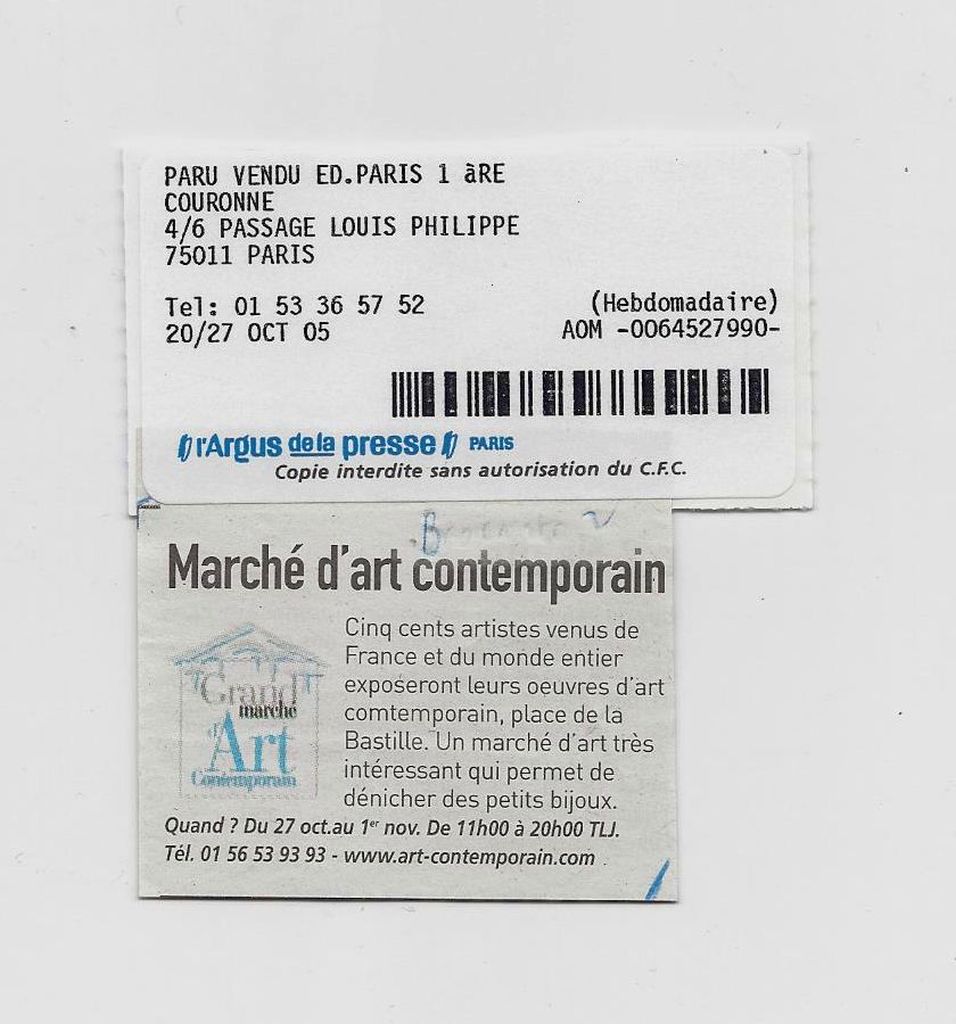 PARU VENDU ED.PARIS 1 àRE
COURONNE
4/6 PASSAGE LOUIS PHILIPPE
75011 PARIS
Tel: 01 53 36 57 52
(Hebdomadaire)
20/27 OCT 05
AOM -0064527990-
l'Argus de la presse PARIS
Copie interdite sans autorisation du C.F.C.
Marché d'art contemporain
Grand
marché
d'Art
Contemporain
Cinq cents artistes venus de
France et du monde entier
exposeront leurs oeuvres d'art
comtemporain, place de la
Bastille. Un marché d'art très
intéressant qui permet de
dénicher des petits bijoux.
Quand ? Du 27 oct.au 1er nov. De 11h00 à 20h00 TLJ.
Tél. 01 56 53 93 93 - www.art-contemporain.com